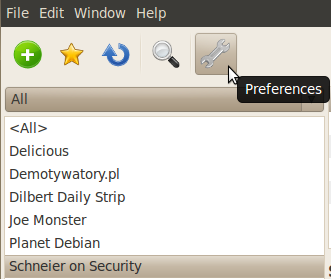 File Edit Window Help
Preferences
All
<All>
Delicious
Demotywatory.pl
Dilbert Daily Strip
Joe Monster
Planet Debian
Schneier on Security